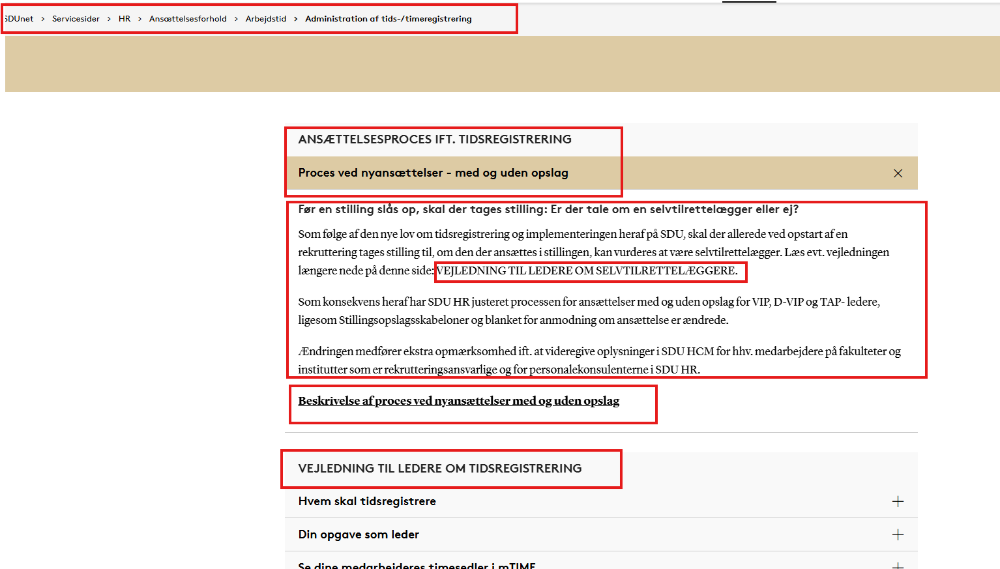 SDUnet > Servicesider > HR > Ansættelsesforhold > Arbejdstid > Administration af tids-/timeregistrering
ANSÆTTELSESPROCES IFT. TIDSREGISTRERING
Proces ved nyansættelser - med og uden opslag
Før en stilling slås op, skal der tages stilling: Er der tale om en selvtilrettelægger eller ej?
Som følge af den nye lov om tidsregistrering og implementeringen heraf på SDU, skal der allerede ved opstart af en
rekruttering tages stilling til, om den der ansættes i stillingen, kan vurderes at være selvtilrettelægger. Læs evt. vejledningen
længere nede på denne side: VEJLEDNING TIL LEDERE OM SELVTILRETTELÆGGERE.
Som konsekvens heraf har SDU HR justeret processen for ansættelser med og uden opslag for VIP, D-VIP og TAP- ledere,
ligesom Stillingsopslagsskabeloner og blanket for anmodning om ansættelse er ændrede.
Ændringen medfører ekstra opmærksomhed ift. at videregive oplysninger i SDU HCM for hhv. medarbejdere på fakulteter og
institutter som er rekrutteringsansvarlige og for personalekonsulenterne i SDU HR.
Beskrivelse af proces ved nyansættelser med og uden opslag
VEJLEDNING TIL LEDERE OM TIDSREGISTRERING
Hvem skal tidsregistrere
Din opgave som leder
Se dine medarbejderes timesedler i mTIME